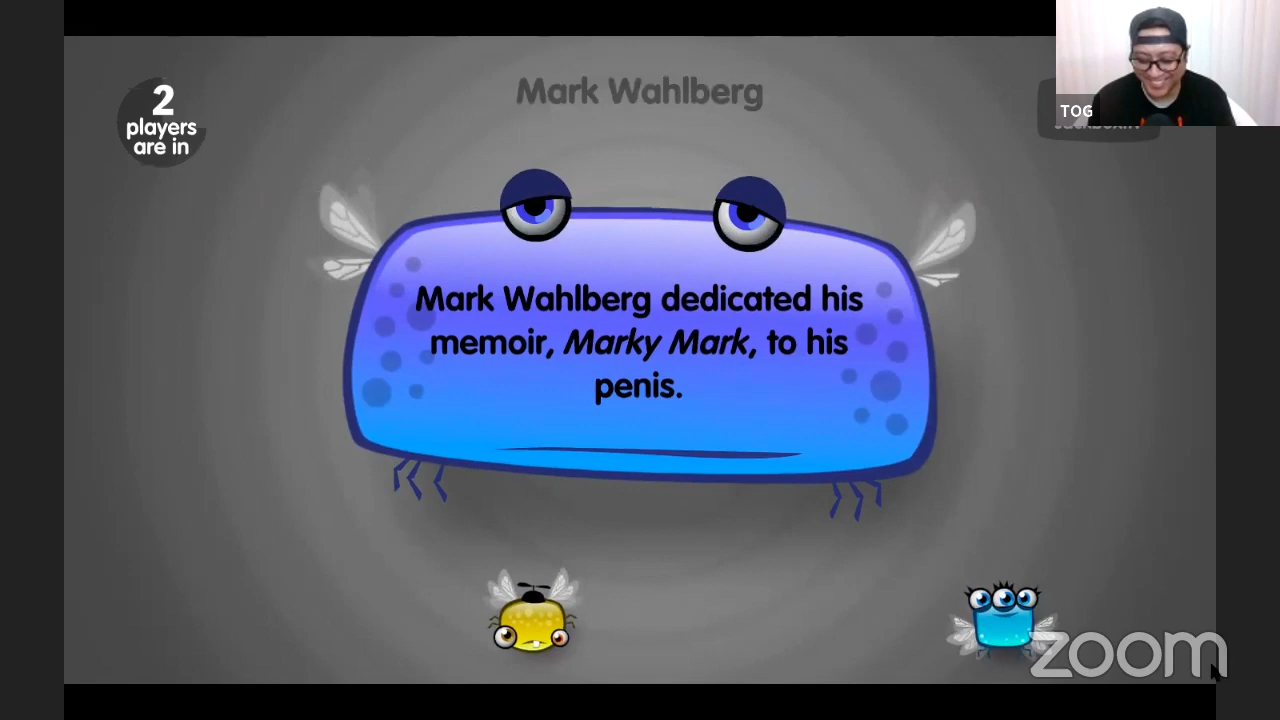 2
players
are in
Mark Wahlberg
TOG
Mark Wahlberg dedicated his
memoir, Marky Mark, to his
penis.
zoom